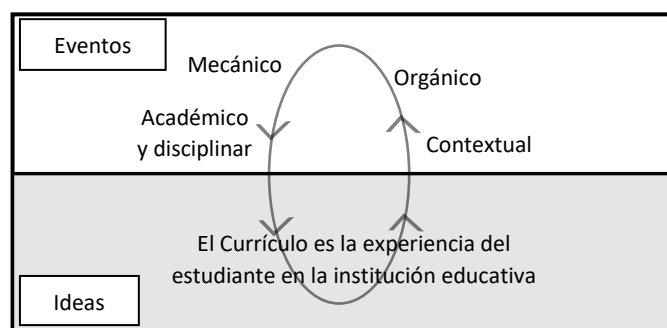 Eventos
Mecánico
Orgánico
Académico
y disciplinar
Contextual
El Currículo es la experiencia del
estudiante en la institución educativa
Ideas